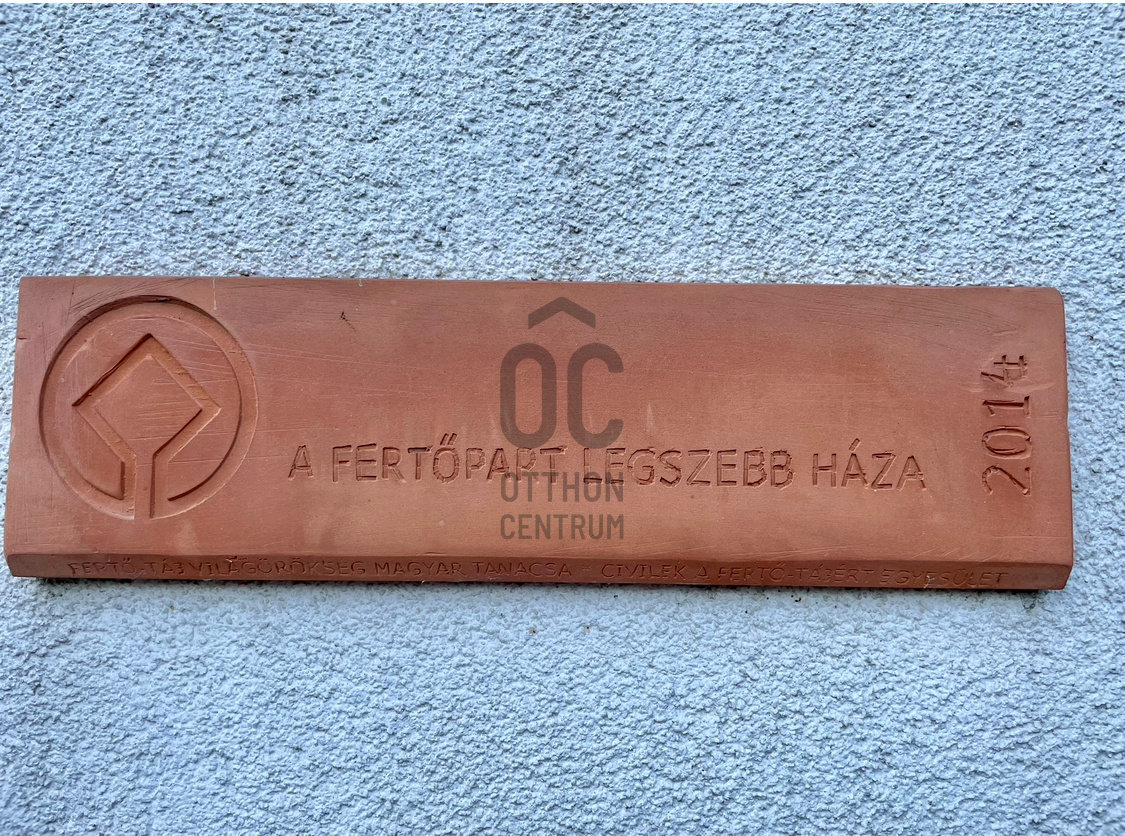 A FERTŐPART LEGSZEBB HÁZA
2014
FERTŐ-TÁJ VILÁGÖRÖKSÉG MAGYAR TANÁCSA - CIVILEK A FERTŐ-TÁJÉRT EGYESÜLET
ÔC
OTTHON
CENTRUM